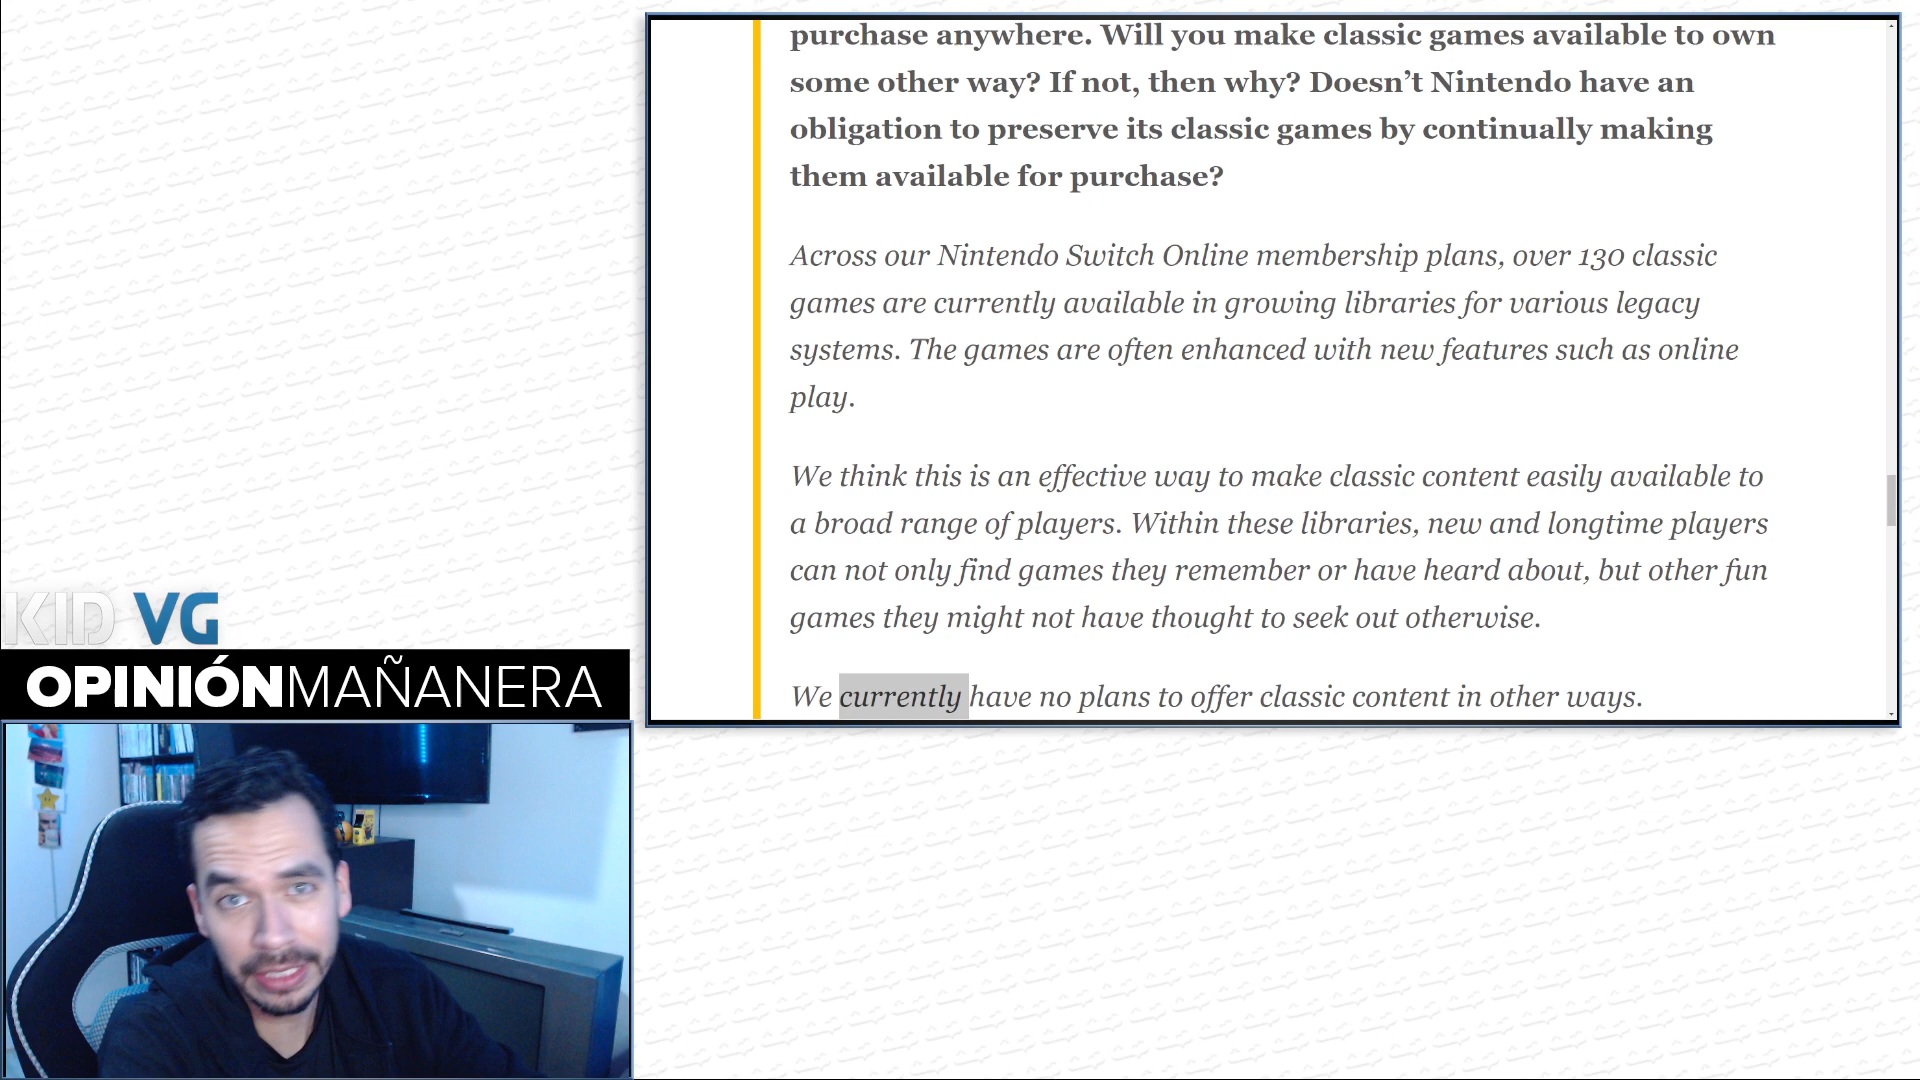 purchase anywhere. Will you make classic games available to own
some other way? If not, then why? Doesn’t Nintendo have an
obligation to preserve its classic games by continually making
them available for purchase?
Across our Nintendo Switch Online membership plans, over 130 classic
games are currently available in growing libraries for various legacy
systems. The games are often enhanced with new features such as online
play.
We think this is an effective way to make classic content easily available to
a broad range of players. Within these libraries, new and longtime players
can not only find games they remember or have heard about, but other fun
games they might not have thought to seek out otherwise.
We currently have no plans to offer classic content in other ways.
KID VG
OPINIÓNMAÑANERA